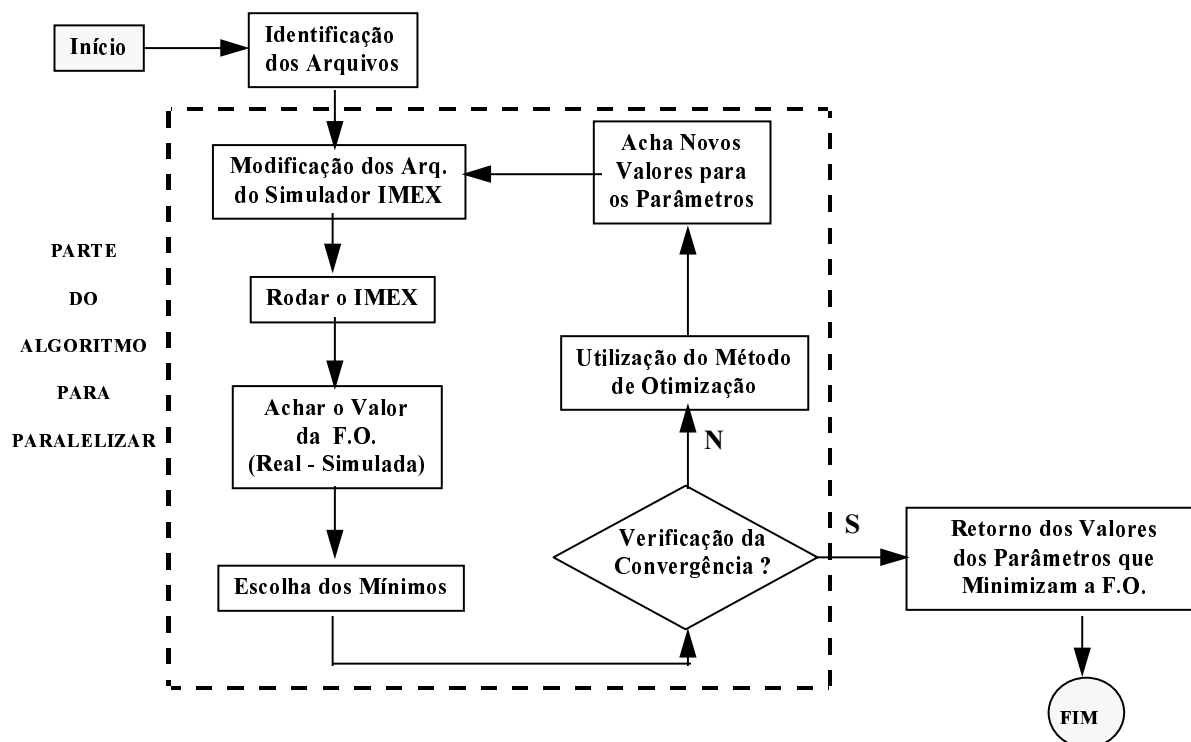 Início
Identificação
dos Arquivos
Modificação dos Arq.
do Simulador IMEX
Acha Novos
Valores para
os Parâmetros
PARTE
DO
ALGORITMO
PARA
PARALELIZAR
Rodar o IMEX
Utilização do Método
de Otimização
Achar o Valor
da F.O.
(Real - Simulada)
N
Verificação da
Convergência ?
S
Retorno dos Valores
dos Parâmetros que
Minimizam a F.O.
Escolha dos Mínimos
FIM